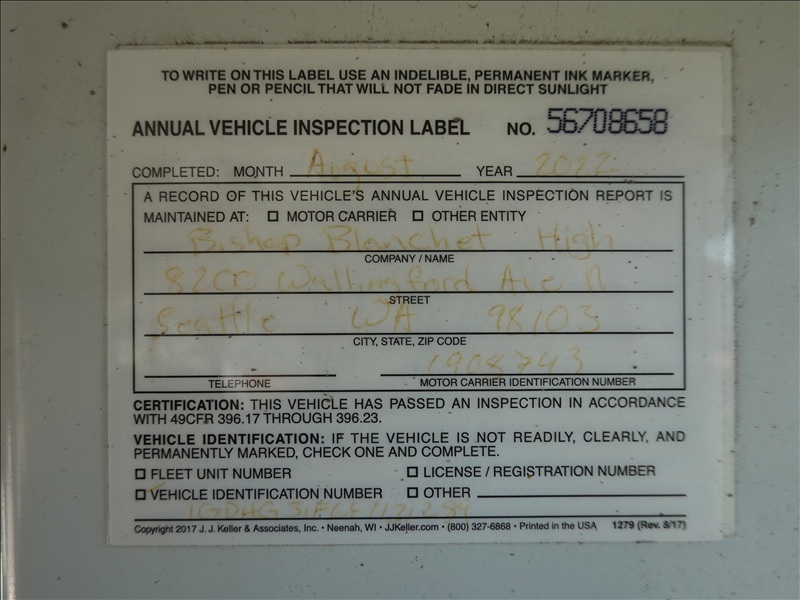 TO WRITE ON THIS LABEL USE AN INDELIBLE, PERMANENT INK MARKER,
PEN OR PENCIL THAT WILL NOT FADE IN DIRECT SUNLIGHT
ANNUAL VEHICLE INSPECTION LABEL NO. 56708658
COMPLETED: MONTH August YEAR 2022
A RECORD OF THIS VEHICLE'S ANNUAL VEHICLE INSPECTION REPORT IS
MAINTAINED AT: ☐ MOTOR CARRIER ☐ OTHER ENTITY
Bishop Blanchet High
COMPANY / NAME
8200 Wallingford Ave N
STREET
Seattle WA 98103
CITY, STATE, ZIP CODE
1908743
TELEPHONE MOTOR CARRIER IDENTIFICATION NUMBER
CERTIFICATION: THIS VEHICLE HAS PASSED AN INSPECTION IN ACCORDANCE
WITH 49CFR 396.17 THROUGH 396.23.
VEHICLE IDENTIFICATION: IF THE VEHICLE IS NOT READILY, CLEARLY, AND
PERMANENTLY MARKED, CHECK ONE AND COMPLETE.
☐ FLEET UNIT NUMBER ☐ LICENSE / REGISTRATION NUMBER
☐ VEHICLE IDENTIFICATION NUMBER ☐ OTHER
Copyright 2017 J. J. Keller & Associates, Inc. • Neenah, WI • JJKeller.com • (800) 327-6868 • Printed in the USA 1279 (Rev. 3/17)